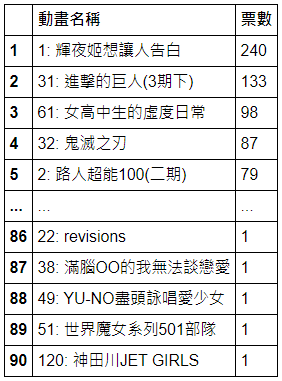 動畫名稱 票數
1 1: 輝夜姬想讓人告白 240
2 31: 進擊的巨人(3期下) 133
3 61: 女高中生的虛度日常 98
4 32: 鬼滅之刃 87
5 2: 路人超能100(二期) 79
... ... ...
86 22: revisions 1
87 38: 滿腦OO的我無法談戀愛 1
88 49: YU-NO盡頭詠唱愛少女 1
89 51: 世界魔女系列501部隊 1
90 120: 神田川JET GIRLS 1